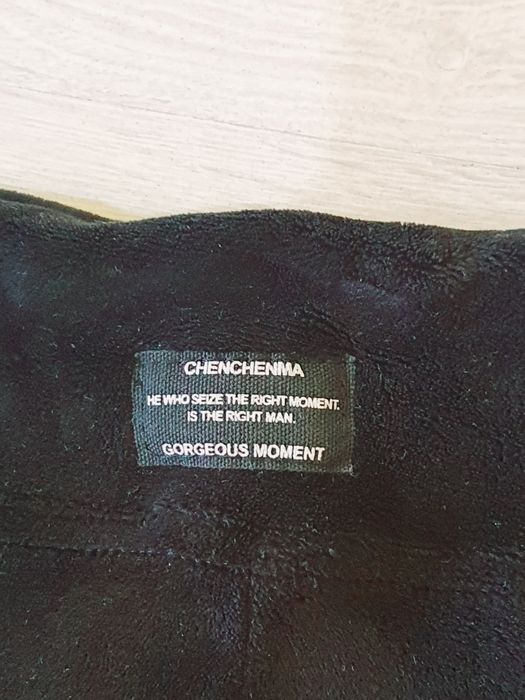 CHENCHENMA
HE WHO SEIZE THE RIGHT MOMENT.
IS THE RIGHT MAN.
GORGEOUS MOMENT